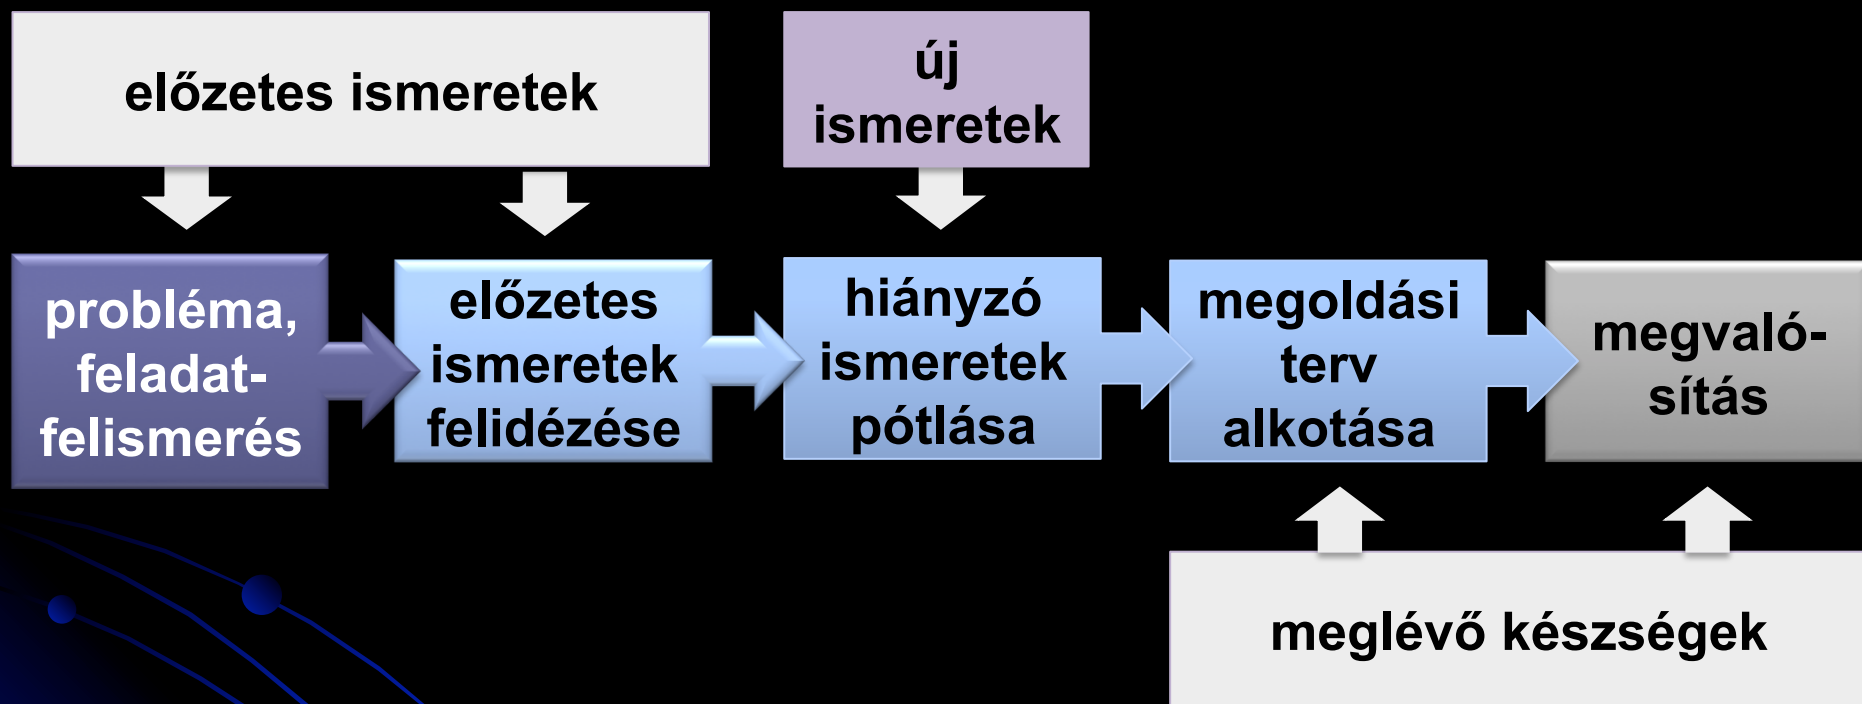 előzetes ismeretek
új
ismeretek
probléma,
feladat-
felismerés
előzetes
ismeretek
felidézése
hiányzó
ismeretek
pótlása
megoldási
terv
alkotása
megvaló-
sítás
meglévő készségek